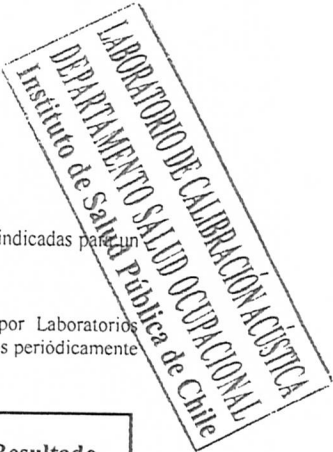 LABORATORIO DE CALIBRACIÓN ACÚSTICA
DEPARTAMENTO SALUD OCUPACIONAL
Instituto de Salud Pública de Chile
indicadas para un
por Laboratorios
s periódicamente
Resultado